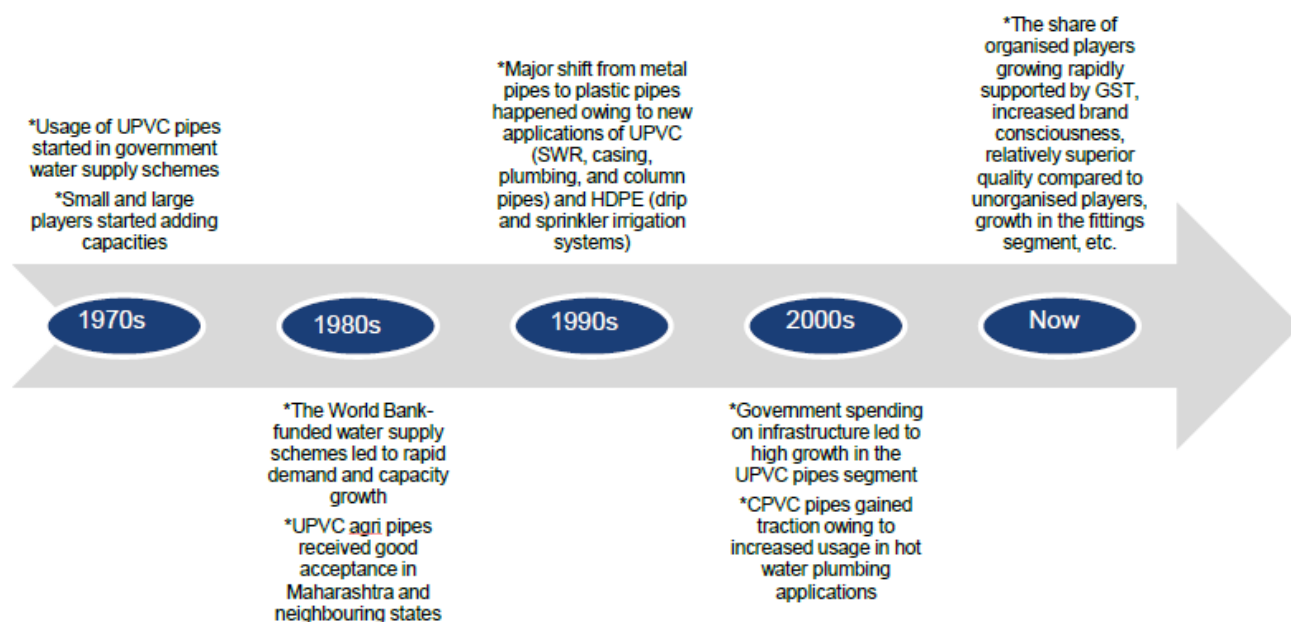 *Usage of UPVC pipes
started in government
water supply schemes
*Small and large
players started adding
capacities
*Major shift from metal
pipes to plastic pipes
happened owing to new
applications of UPVC
(SWR, casing,
plumbing, and column
pipes) and HDPE (drip
and sprinkler irrigation
systems)
*The share of
organised players
growing rapidly
supported by GST,
increased brand
consciousness,
relatively superior
quality compared to
unorganised players,
growth in the fittings
segment, etc.
1970s
1980s
1990s
2000s
Now
*The World Bank-
funded water supply
schemes led to rapid
demand and capacity
growth
*UPVC agri pipes
received good
acceptance in
Maharashtra and
neighbouring states
*Government spending
on infrastructure led to
high growth in the
UPVC pipes segment
*CPVC pipes gained
traction owing to
increased usage in hot
water plumbing
applications